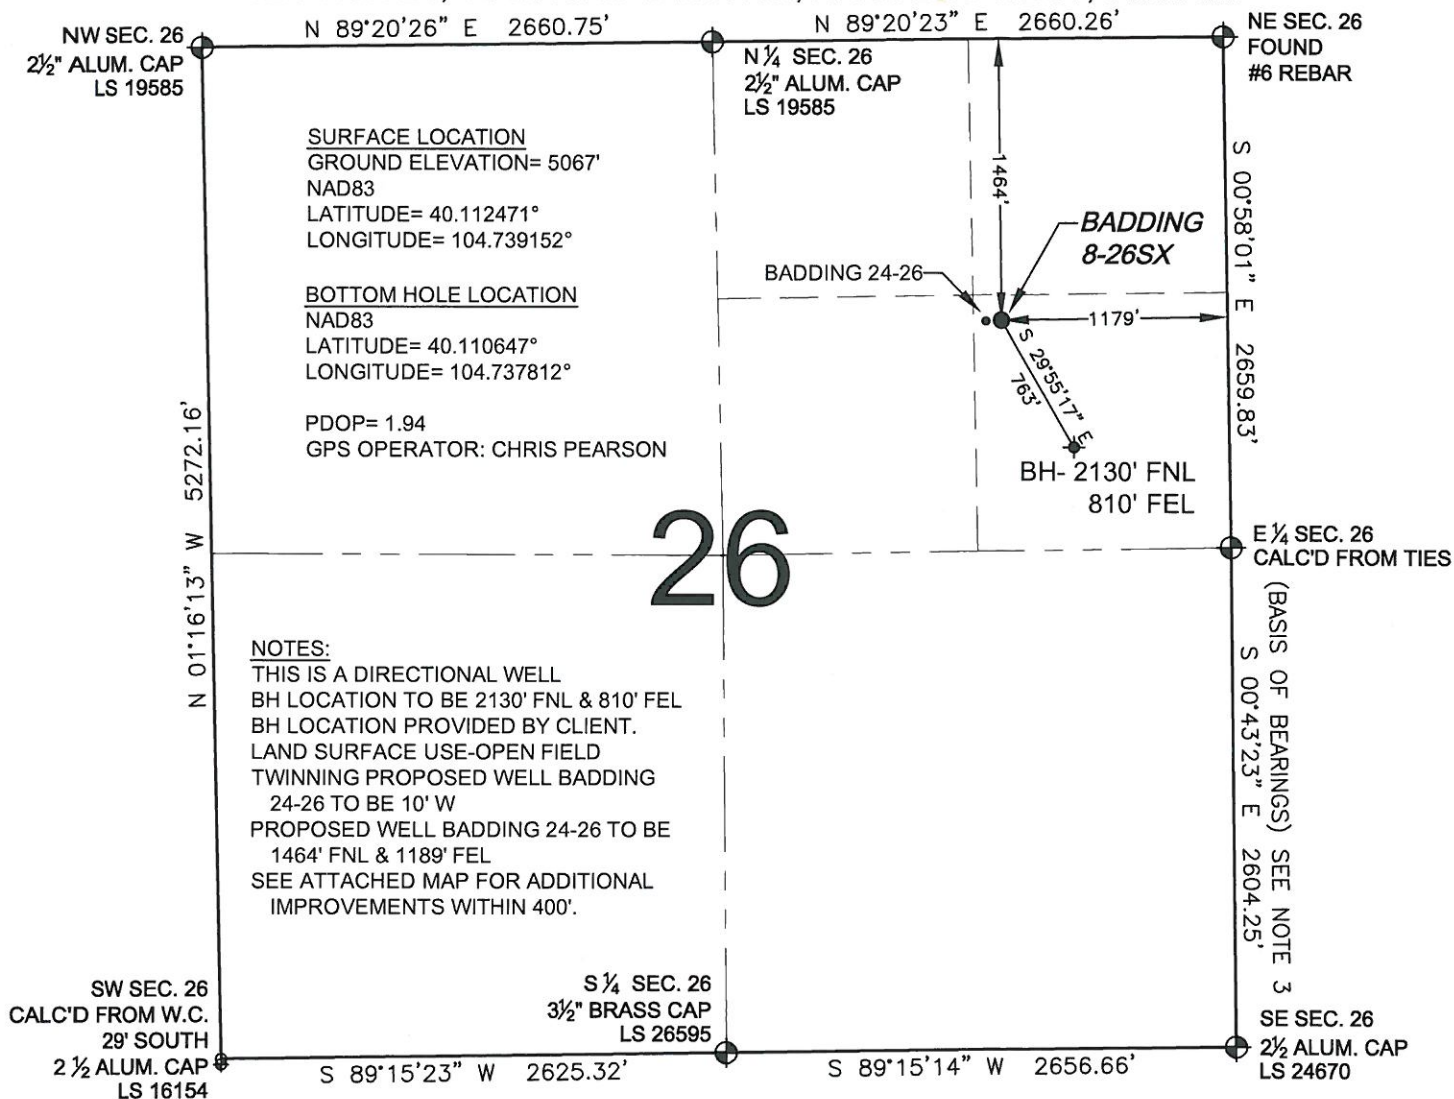 N 89°20'26" E 2660.75'
N 89°20'23" E 2660.26'
NW SEC. 26
2½" ALUM. CAP
LS 19585
N ¼ SEC. 26
2½" ALUM. CAP
LS 19585
NE SEC. 26
FOUND
#6 REBAR
SURFACE LOCATION
GROUND ELEVATION= 5067'
NAD83
LATITUDE= 40.112471°
LONGITUDE= 104.739152°
BOTTOM HOLE LOCATION
NAD83
LATITUDE= 40.110647°
LONGITUDE= 104.737812°
PDOP= 1.94
GPS OPERATOR: CHRIS PEARSON
1464'
BADDING
8-26SX
BADDING 24-26
1179'
S 29°55'17" E
763'
BH- 2130' FNL
810' FEL
S 00°58'01" E 2659.83'
N 01°16'13" W 5272.16'
26
E ¼ SEC. 26
CALC'D FROM TIES
(BASIS OF BEARINGS) SEE NOTE 3
S 00°43'23" E 2604.25'
NOTES:
THIS IS A DIRECTIONAL WELL
BH LOCATION TO BE 2130' FNL & 810' FEL
BH LOCATION PROVIDED BY CLIENT.
LAND SURFACE USE-OPEN FIELD
TWINNING PROPOSED WELL BADDING
24-26 TO BE 10' W
PROPOSED WELL BADDING 24-26 TO BE
1464' FNL & 1189' FEL
SEE ATTACHED MAP FOR ADDITIONAL
IMPROVEMENTS WITHIN 400'.
SW SEC. 26
CALC'D FROM W.C.
29' SOUTH
2 ½ ALUM. CAP
LS 16154
S ¼ SEC. 26
3½" BRASS CAP
LS 26595
SE SEC. 26
2½ ALUM. CAP
LS 24670
S 89°15'23" W 2625.32'
S 89°15'14" W 2656.66'